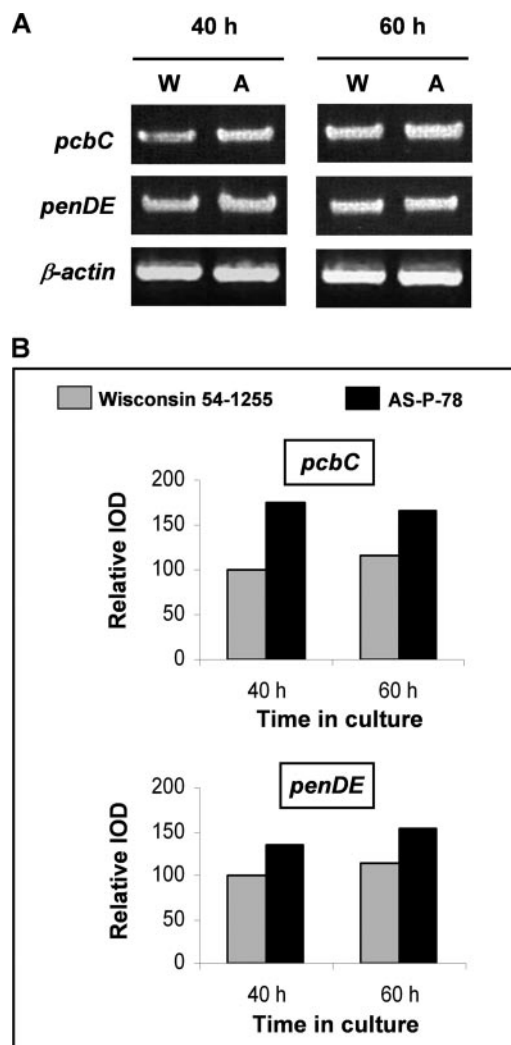 A
40 h 60 h
W A W A
pcbC
penDE
β-actin
B
Wisconsin 54-1255 AS-P-78
pcbC
200
150
100
50
0
Relative IOD
40 h 60 h
Time in culture
penDE
200
150
100
50
0
Relative IOD
40 h 60 h
Time in culture